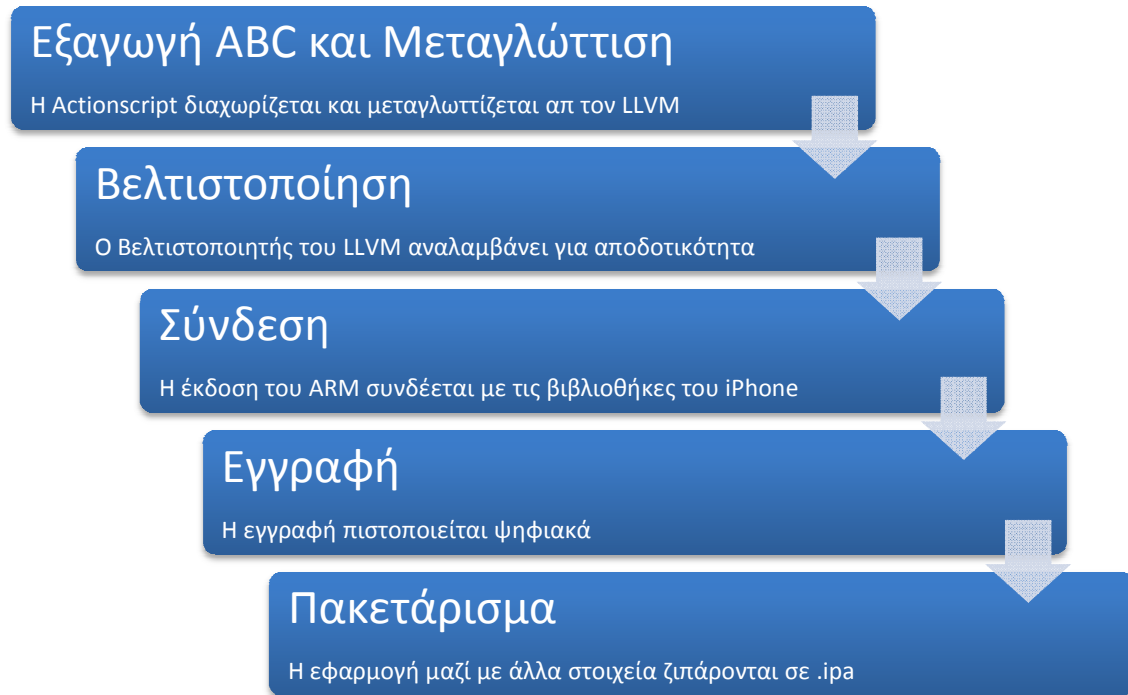 Εξαγωγή ABC και Μεταγλώττιση
Η Actionscript διαχωρίζεται και μεταγλωττίζεται απ τον LLVM
Βελτιστοποίηση
Ο Βελτιστοποιητής του LLVM αναλαμβάνει για αποδοτικότητα
Σύνδεση
Η έκδοση του ARM συνδέεται με τις βιβλιοθήκες του iPhone
Εγγραφή
Η εγγραφή πιστοποιείται ψηφιακά
Πακετάρισμα
Η εφαρμογή μαζί με άλλα στοιχεία ζιπάρονται σε .ipa